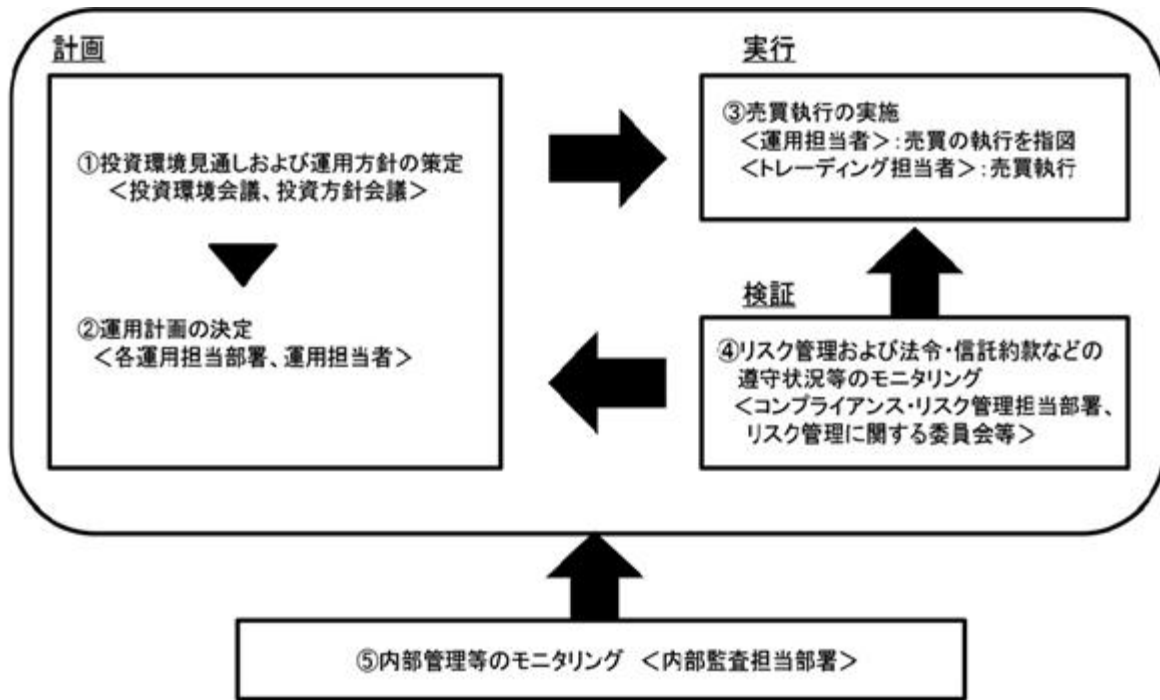 計画
①投資環境見通しおよび運用方針の策定
＜投資環境会議、投資方針会議＞
②運用計画の決定
＜各運用担当部署、運用担当者＞
実行
③売買執行の実施
＜運用担当者＞：売買の執行を指図
＜トレーディング担当者＞：売買執行
検証
④リスク管理および法令・信託約款などの
遵守状況等のモニタリング
＜コンプライアンス・リスク管理担当部署、
リスク管理に関する委員会等＞
⑤内部管理等のモニタリング　＜内部監査担当部署＞